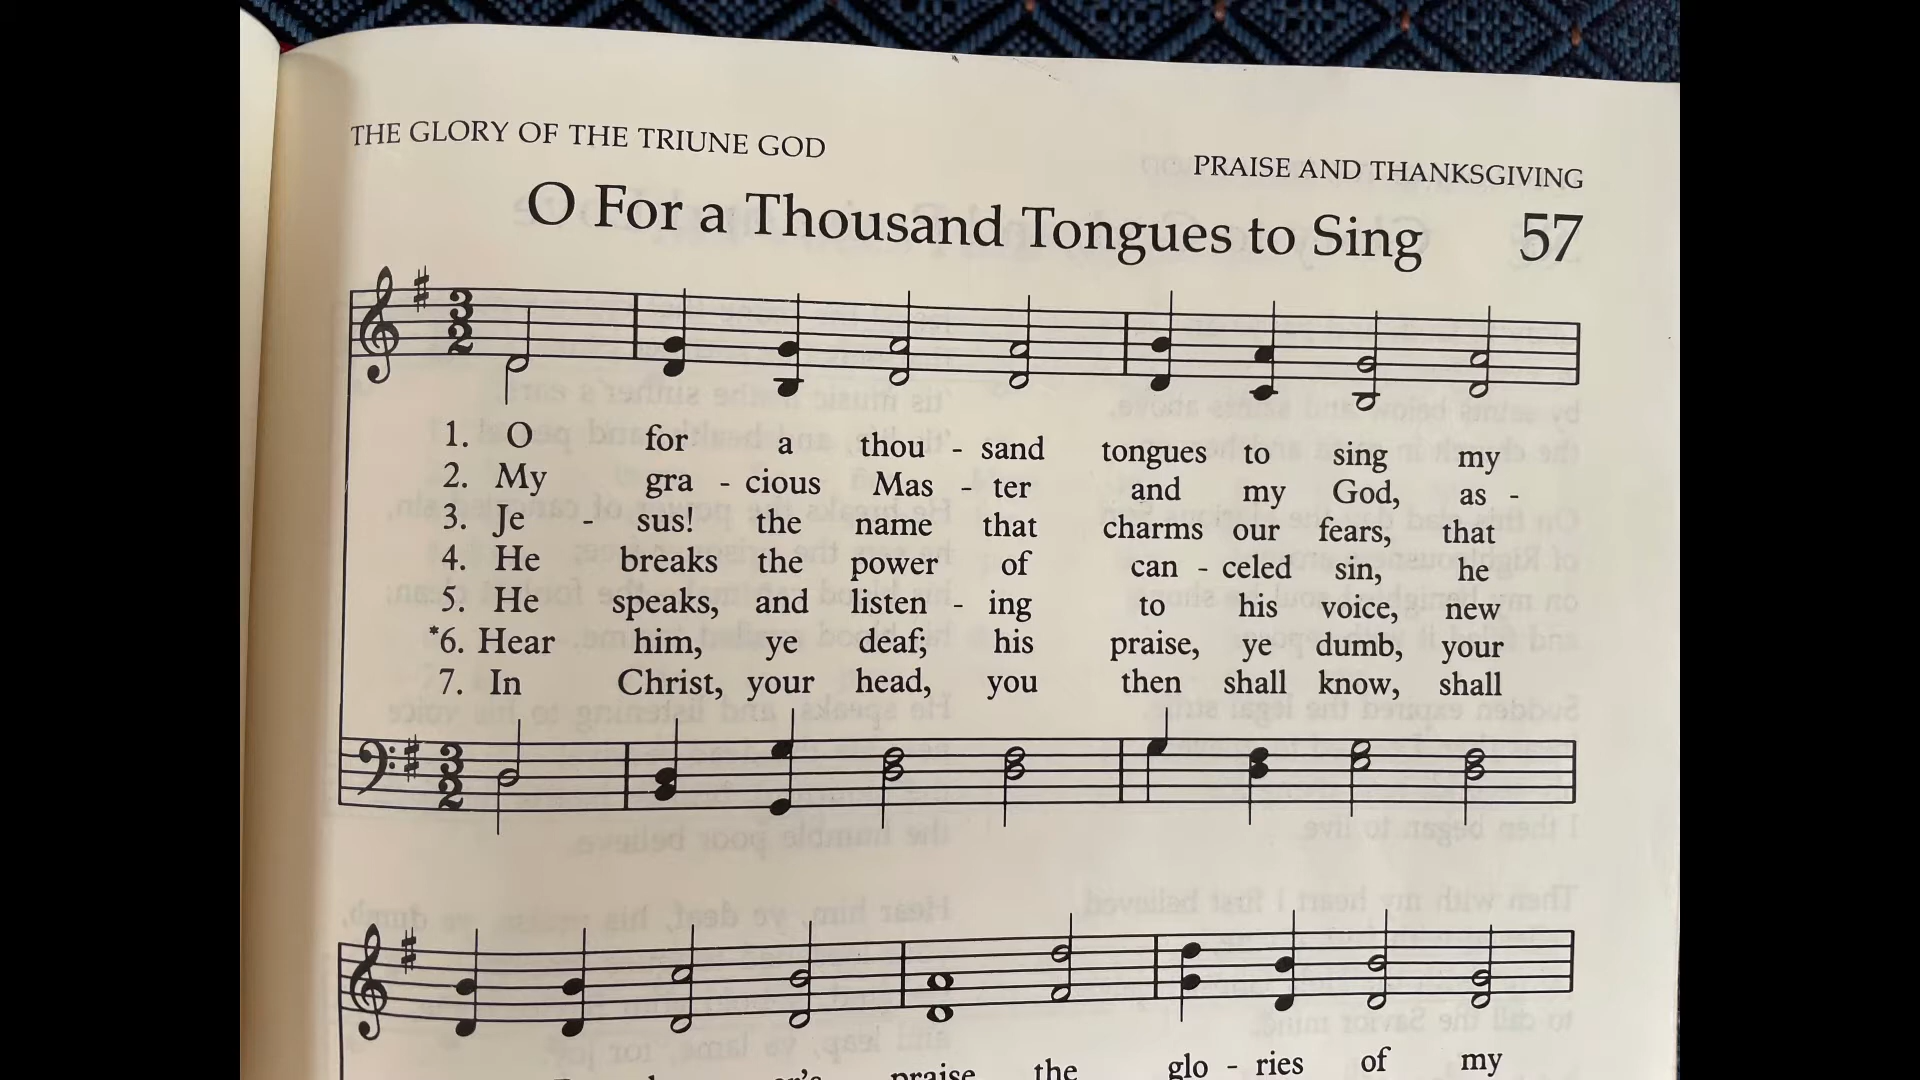 THE GLORY OF THE TRIUNE GOD
PRAISE AND THANKSGIVING
O For a Thousand Tongues to Sing 57
3
2
1. O for a thou - sand tongues to sing my
2. My gra - cious Mas - ter and my God, as -
3. Je - sus! the name that charms our fears, that
4. He breaks the power of can - celed sin, he
5. He speaks, and listen - ing to his voice, new
*6. Hear him, ye deaf; his praise, ye dumb, your
7. In Christ, your head, you then shall know, shall
3
2
praise the glo - ries of my